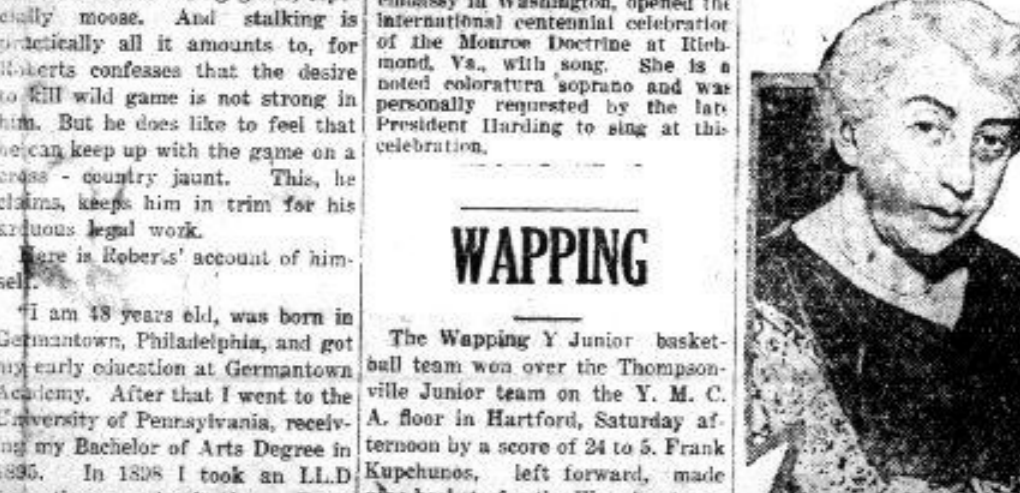 cially moose. And stalking is
practically all it amounts to, for
Roberts confesses that the desire
to kill wild game is not strong in
him. But he does like to feel that
he can keep up with the game on a
cross - country jaunt. This, he
claims, keeps him in trim for his
arduous legal work.
Here is Roberts' account of him-
self.
"I am 48 years old, was born in
Germantown, Philadelphia, and got
my early education at Germantown
Academy. After that I went to the
University of Pennsylvania, receiv-
ing my Bachelor of Arts Degree in
1895. In 1898 I took an LL.D
embassy in Washington, opened the
international centennial celebration
of the Monroe Doctrine at Rich-
mond, Va., with song. She is a
noted coloratura soprano and was
personally requested by the late
President Harding to sing at this
celebration.
WAPPING
The Wapping Y Junior basket-
ball team won over the Thompson-
ville Junior team on the Y. M. C.
A. floor in Hartford, Saturday af-
ternoon by a score of 24 to 5. Frank
Kupchunos, left forward, made